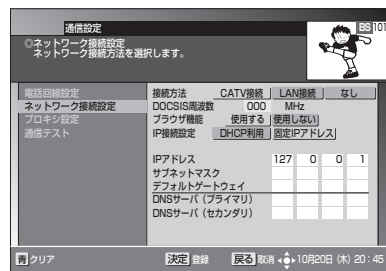 通信設定
BS 101
◎ネットワーク接続設定
ネットワーク接続方法を選択します。
電話回線設定
ネットワーク接続設定
プロキシ設定
通信テスト
接続方法 CATV接続 LAN接続 なし
DOCSIS周波数 000 MHz
ブラウザ機能 使用する 使用しない
IP接続設定 DHCP利用 固定IPアドレス
IPアドレス 127 0 0 1
サブネットマスク
デフォルトゲートウェイ
DNSサーバ（プライマリ）
DNSサーバ（セカンダリ）
青 クリア 決定 登録 戻る 取消 10月20日 (木) 20:45